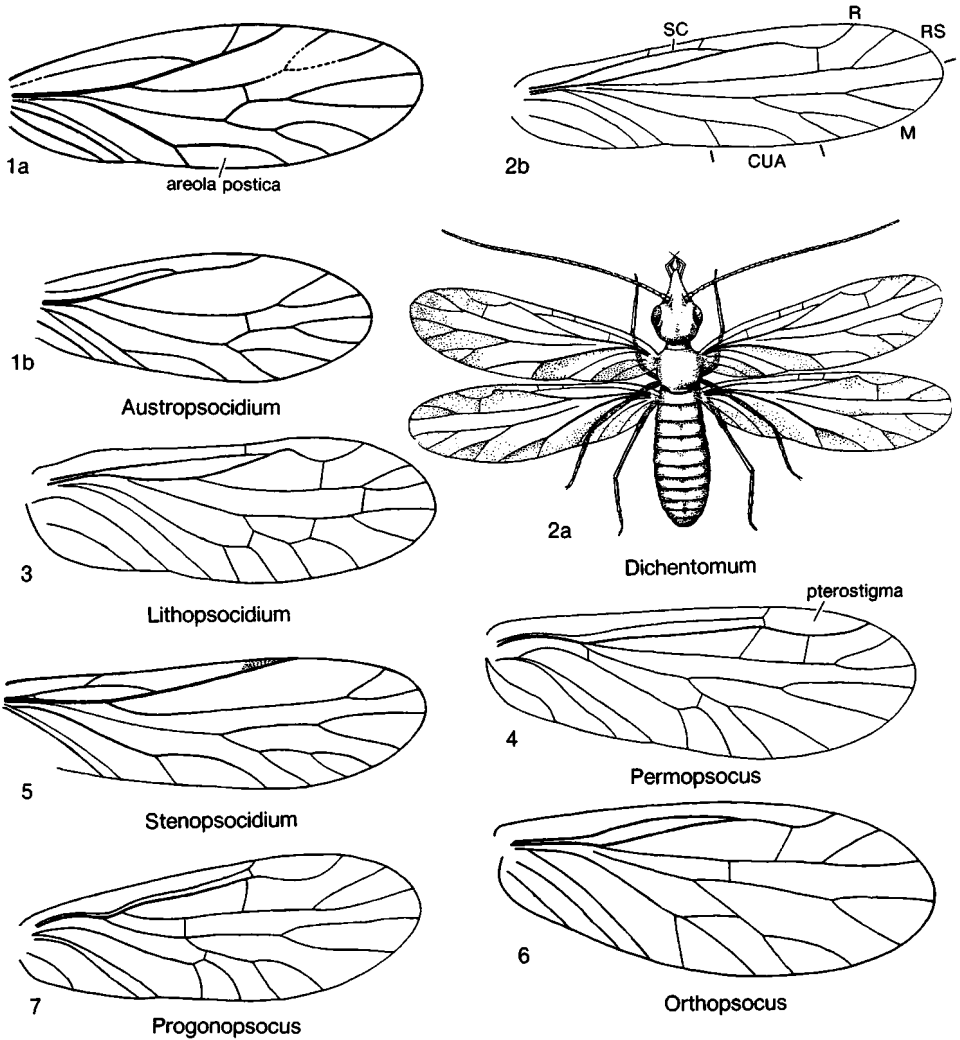 1a
areola postica
SC
R
RS
M
CUA
2b
1b
Austropsocidium
2a
Dichentomum
3
Lithopsocidium
pterostigma
4
Permopsocus
5
Stenopsocidium
6
Orthopsocus
7
Progonopsocus